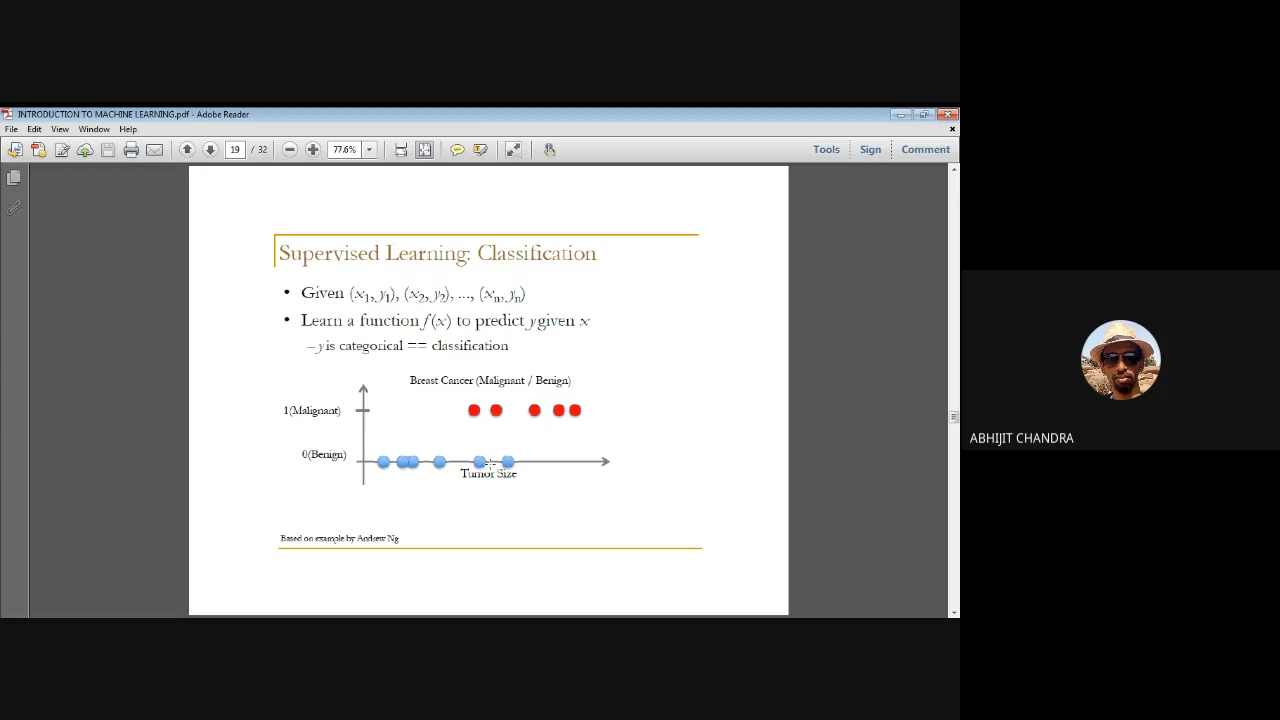 INTRODUCTION TO MACHINE LEARNING.pdf - Adobe Reader
File Edit View Window Help
19 / 32 77.6% Tools Sign Comment
Supervised Learning: Classification
• Given (x1, y1), (x2, y2), ..., (xn, yn)
• Learn a function f(x) to predict y given x
– y is categorical == classification
Breast Cancer (Malignant / Benign)
1(Malignant)
0(Benign)
Tumor Size
Based on example by Andrew Ng
ABHIJIT CHANDRA